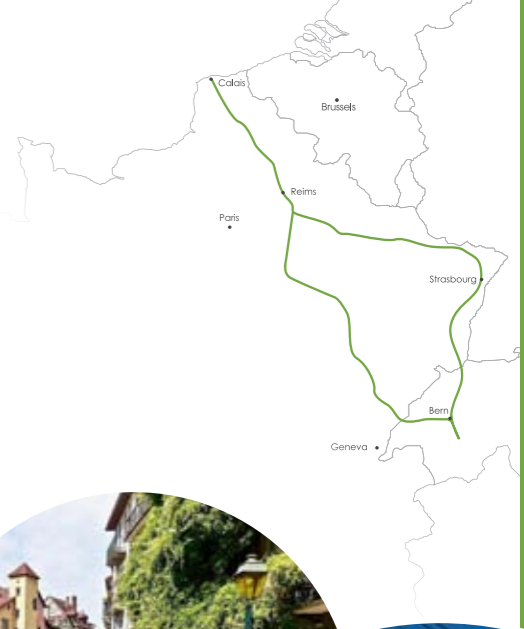 Calais
Brussels
Reims
Paris
Strasbourg
Bern
Geneva